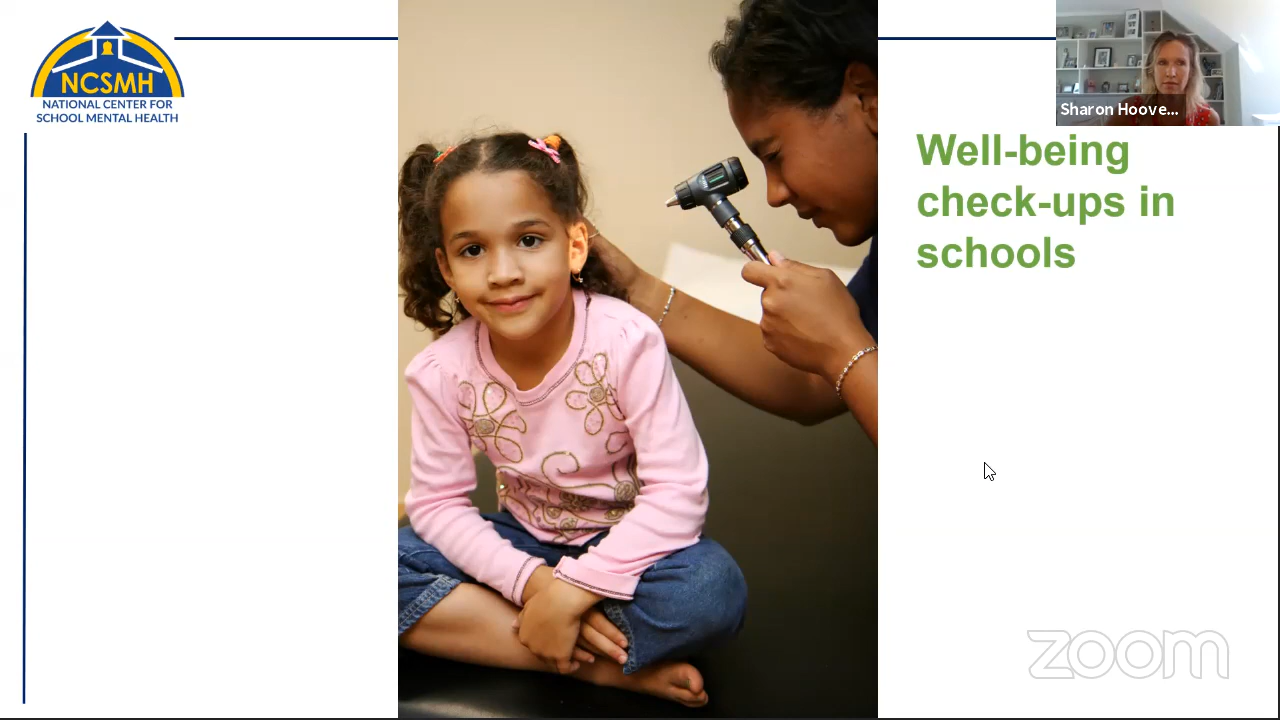 NCSMH
NATIONAL CENTER FOR
SCHOOL MENTAL HEALTH
Sharon Hoove...
Well-being
check-ups in
schools
zoom